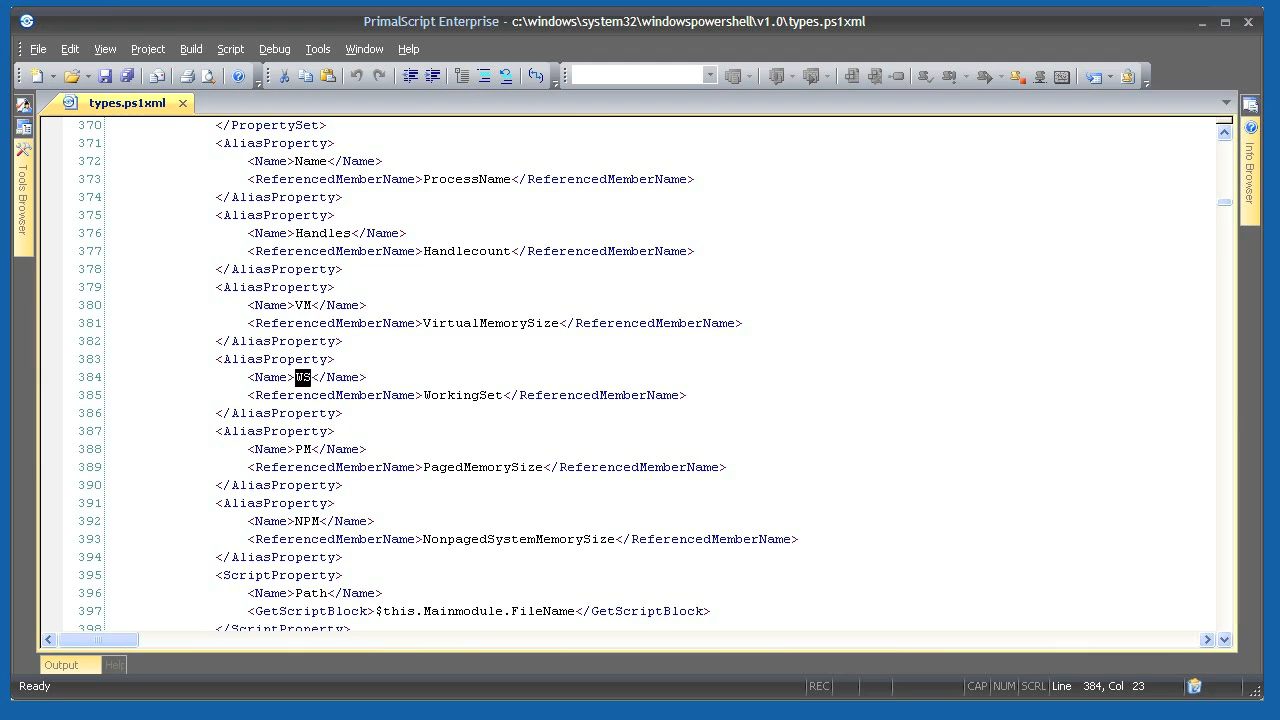 PrimalScript Enterprise - c:\windows\system32\windowspowershell\v1.0\types.ps1xml
File Edit View Project Build Script Debug Tools Window Help
types.ps1xml
Tools Browser
Info Browser
370 </PropertySet>
371 <AliasProperty>
372 <Name>Name</Name>
373 <ReferencedMemberName>ProcessName</ReferencedMemberName>
374 </AliasProperty>
375 <AliasProperty>
376 <Name>Handles</Name>
377 <ReferencedMemberName>Handlecount</ReferencedMemberName>
378 </AliasProperty>
379 <AliasProperty>
380 <Name>VM</Name>
381 <ReferencedMemberName>VirtualMemorySize</ReferencedMemberName>
382 </AliasProperty>
383 <AliasProperty>
384 <Name>WS</Name>
385 <ReferencedMemberName>WorkingSet</ReferencedMemberName>
386 </AliasProperty>
387 <AliasProperty>
388 <Name>PM</Name>
389 <ReferencedMemberName>PagedMemorySize</ReferencedMemberName>
390 </AliasProperty>
391 <AliasProperty>
392 <Name>NPM</Name>
393 <ReferencedMemberName>NonpagedSystemMemorySize</ReferencedMemberName>
394 </AliasProperty>
395 <ScriptProperty>
396 <Name>Path</Name>
397 <GetScriptBlock>$this.Mainmodule.FileName</GetScriptBlock>
398 </ScriptProperty>
Output Help
Ready REC CAP NUM SCRL Line 384, Col 23